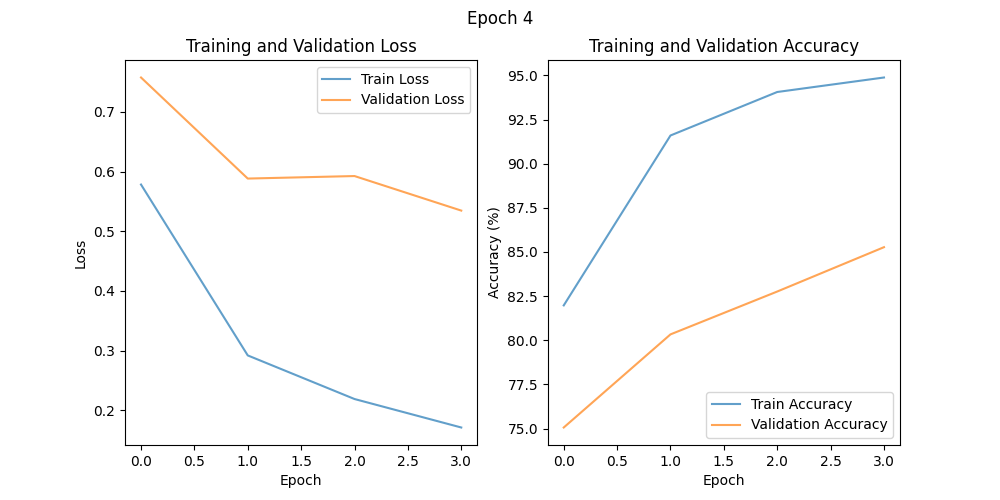 Epoch 4
Training and Validation Loss
Train Loss
Validation Loss
0.7
0.6
0.5
0.4
0.3
0.2
Loss
0.0 0.5 1.0 1.5 2.0 2.5 3.0
Epoch
Training and Validation Accuracy
95.0
92.5
90.0
87.5
85.0
82.5
80.0
77.5
75.0
Accuracy (%)
Train Accuracy
Validation Accuracy
0.0 0.5 1.0 1.5 2.0 2.5 3.0
Epoch